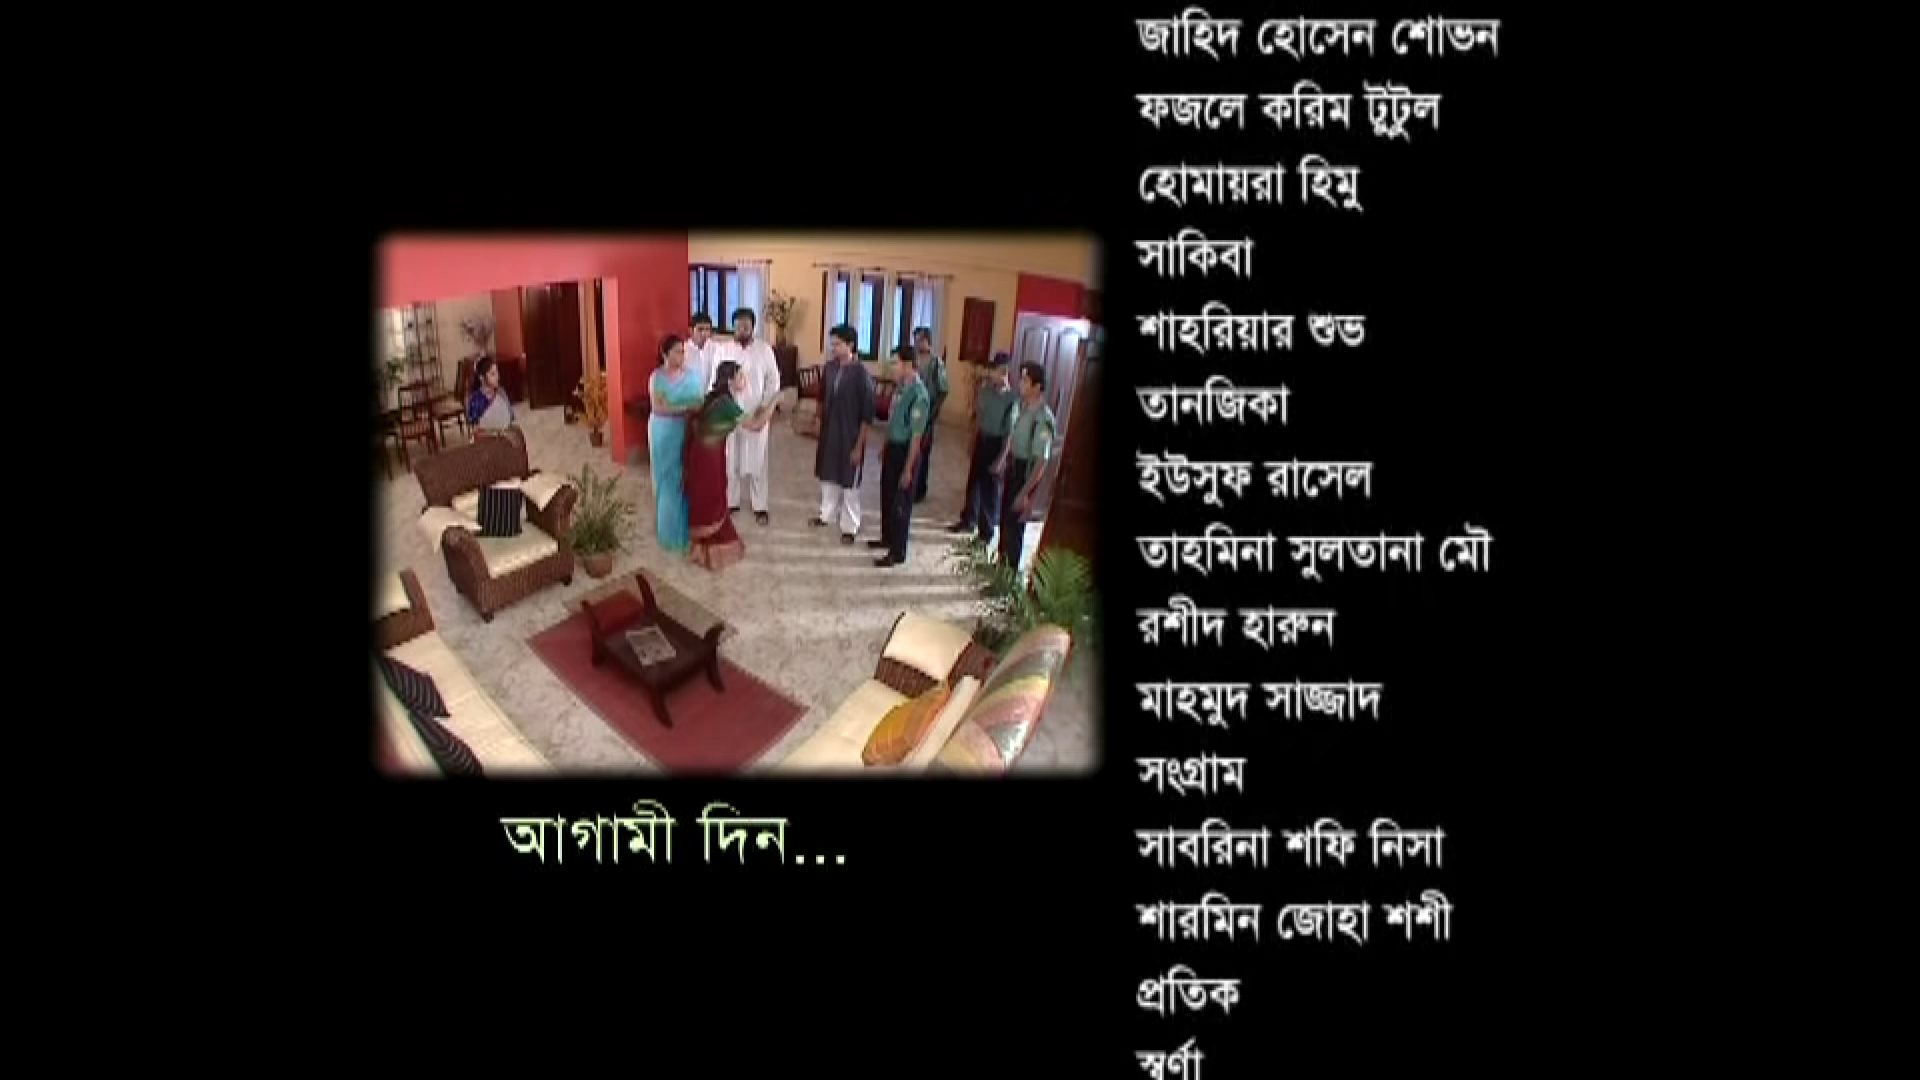 জাহিদ হোসেন শোভন
ফজলে করিম টুটুল
হোমায়রা হিমু
সাকিবা
শাহরিয়ার শুভ
তানজিকা
ইউসুফ রাসেল
তাহমিনা সুলতানা মৌ
রশীদ হারুন
মাহমুদ সাজ্জাদ
সংগ্রাম
সাবরিনা শফি নিসা
শারমিন জোহা শশী
প্রতিক
স্বর্ণা
আগামী দিন...